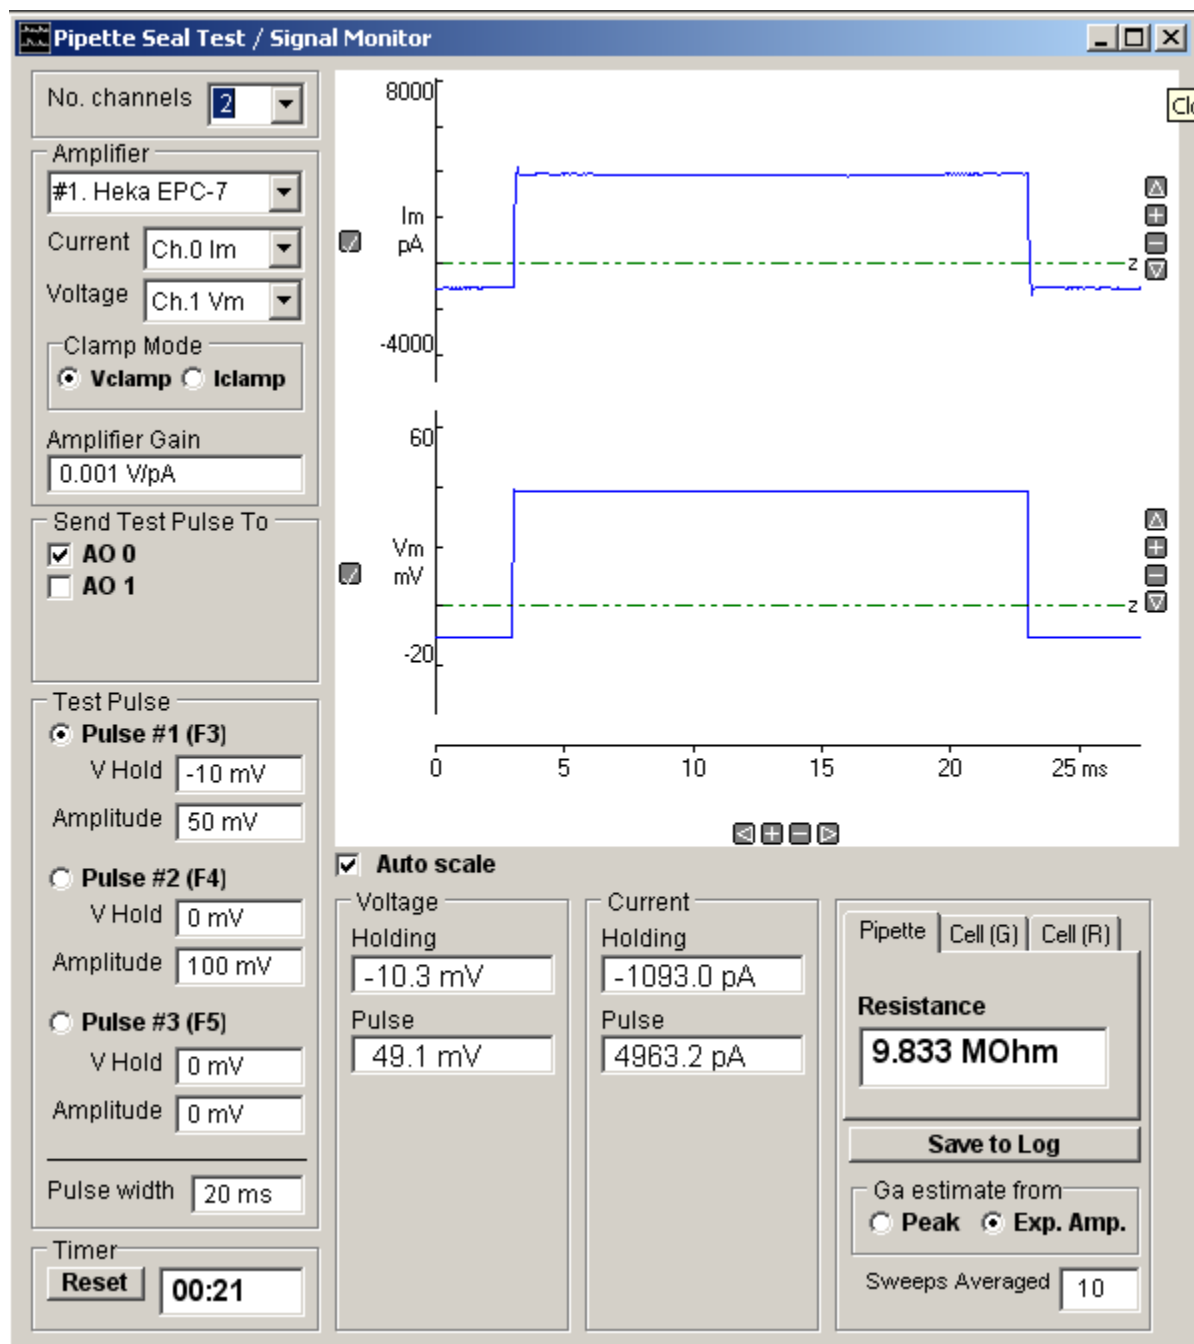 Pipette Seal Test / Signal Monitor
No. channels 2
Amplifier
#1. Heka EPC-7
Current Ch.0 Im
Voltage Ch.1 Vm
Clamp Mode
Vclamp Iclamp
Amplifier Gain
0.001 V/pA
Send Test Pulse To
AO 0
AO 1
Test Pulse
Pulse #1 (F3)
V Hold -10 mV
Amplitude 50 mV
Pulse #2 (F4)
V Hold 0 mV
Amplitude 100 mV
Pulse #3 (F5)
V Hold 0 mV
Amplitude 0 mV
Pulse width 20 ms
Timer
Reset 00:21
8000
Im
pA
z
-4000
60
Vm
mV
z
-20
0 5 10 15 20 25 ms
Auto scale
Voltage
Holding
-10.3 mV
Pulse
49.1 mV
Current
Holding
-1093.0 pA
Pulse
4963.2 pA
Pipette Cell (G) Cell (R)
Resistance
9.833 MOhm
Save to Log
Ga estimate from
Peak Exp. Amp.
Sweeps Averaged 10